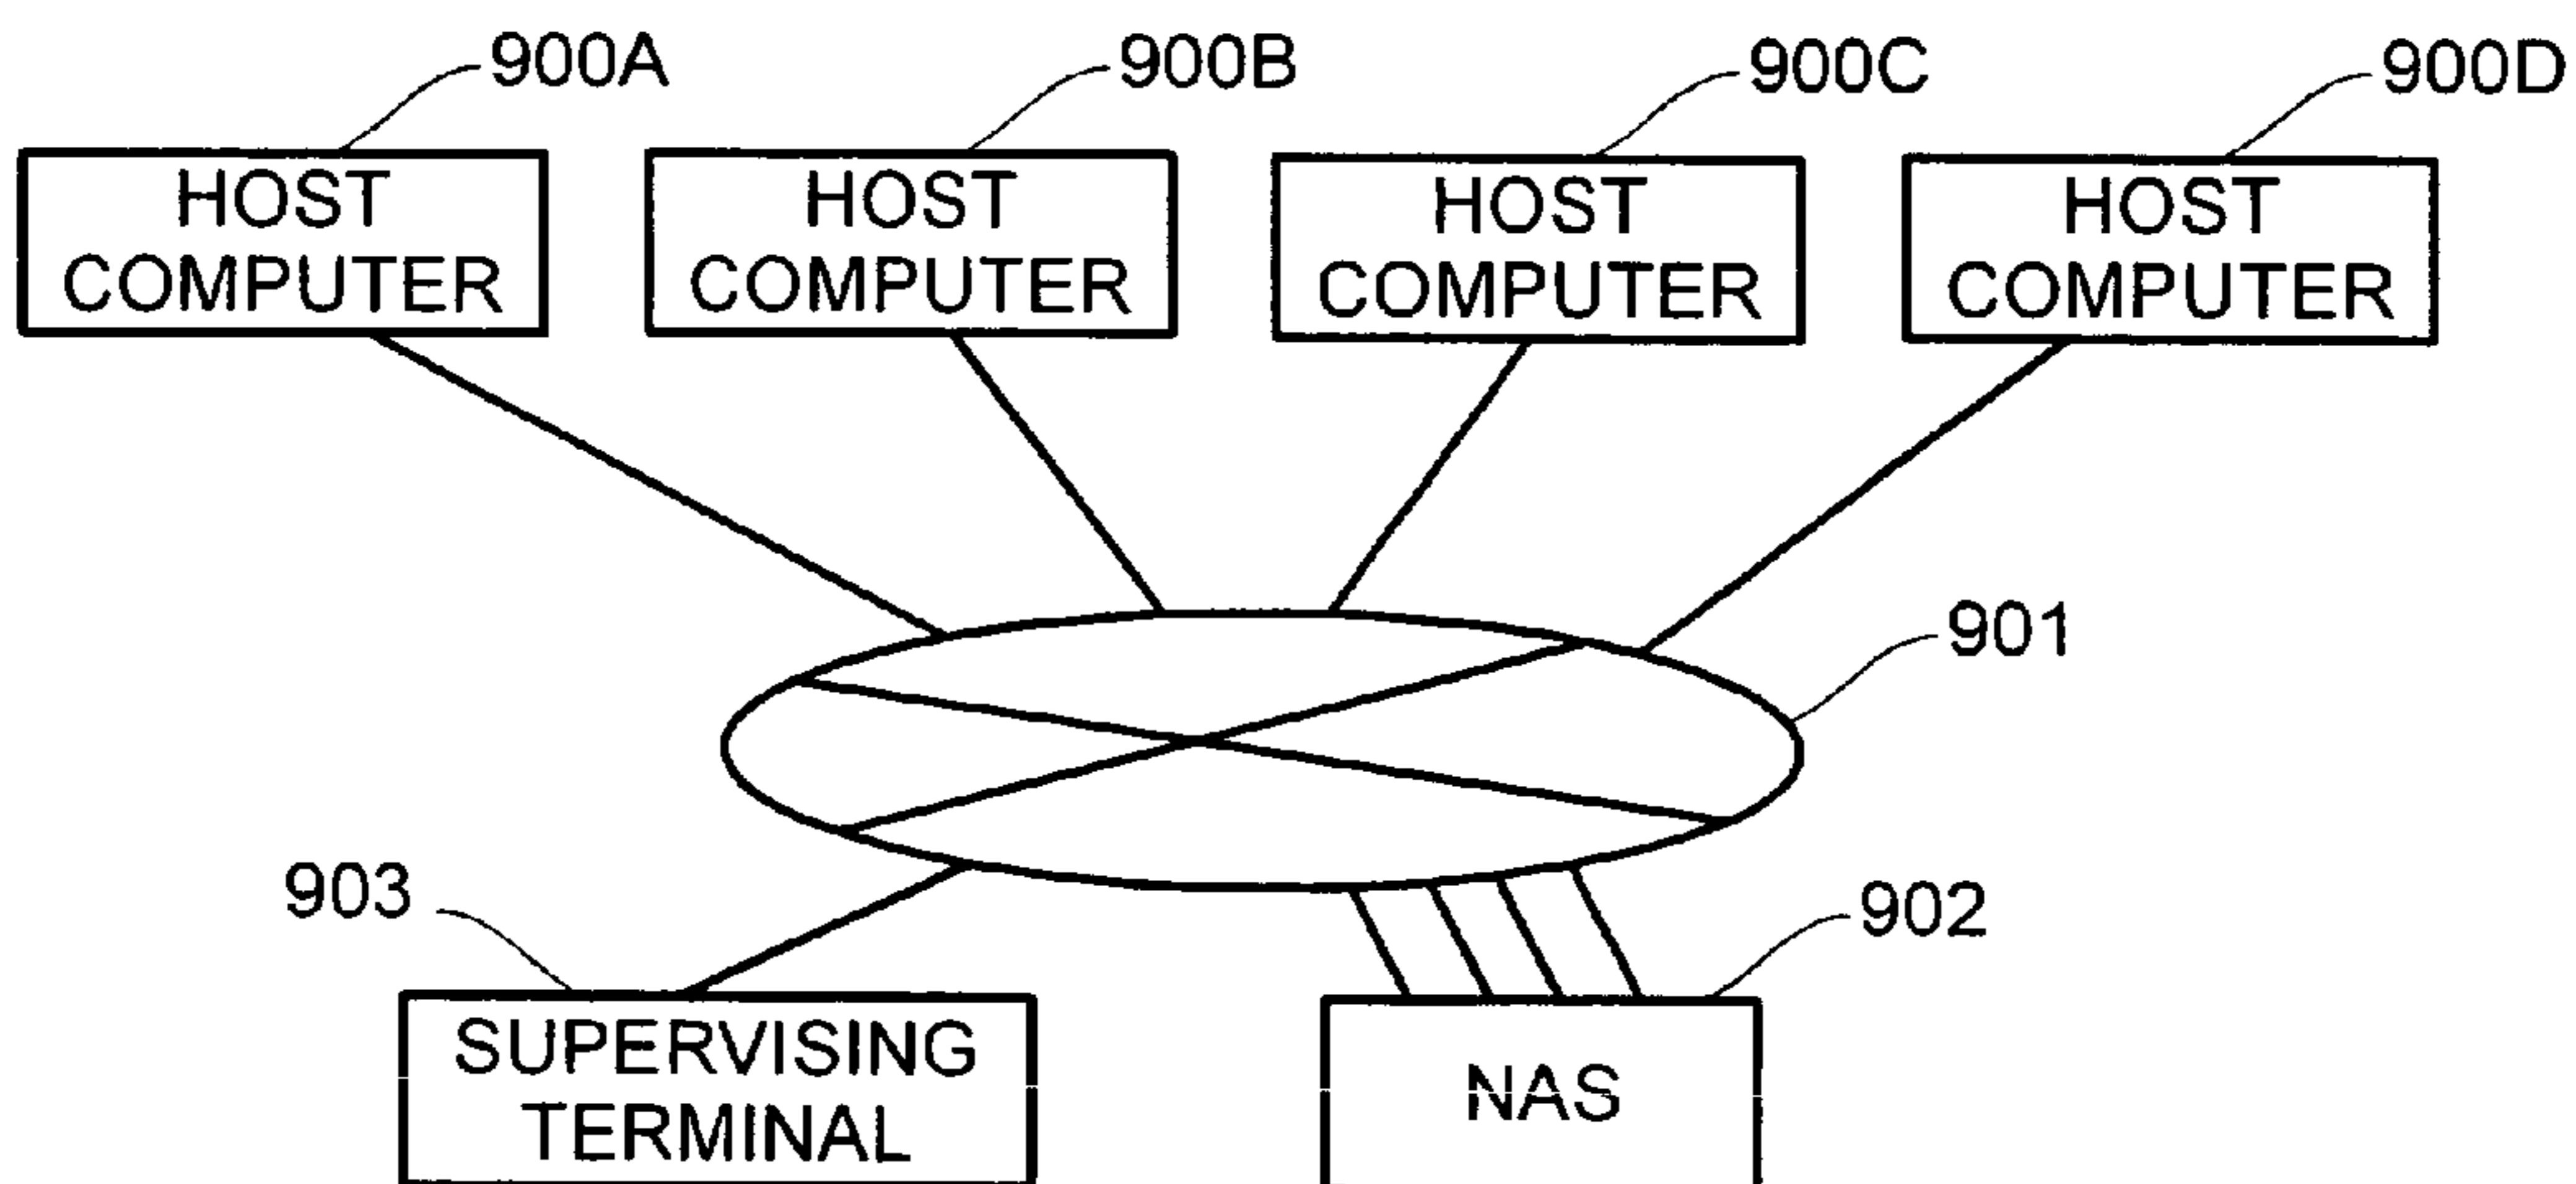 900A
900B
900C
900D
HOST
COMPUTER
HOST
COMPUTER
HOST
COMPUTER
HOST
COMPUTER
901
903
902
SUPERVISING
TERMINAL
NAS